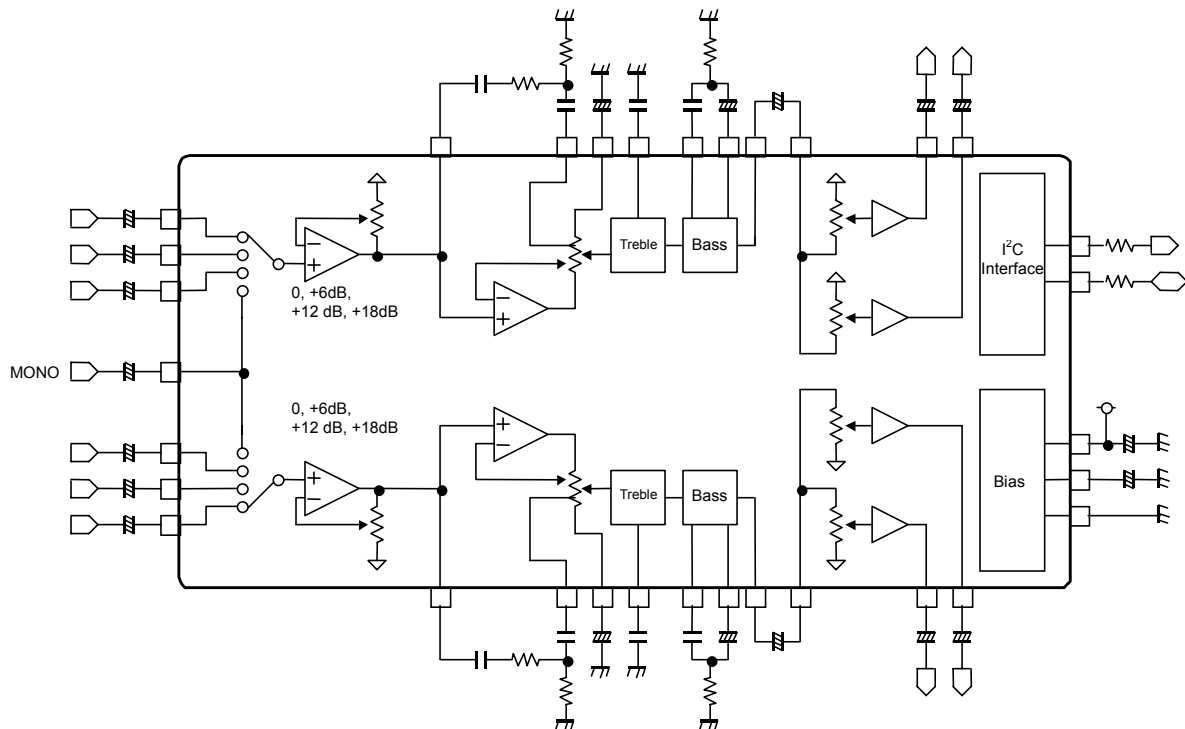 0, +6dB,
+12 dB, +18dB
Treble
Bass
I²C
Interface
MONO
0, +6dB,
+12 dB, +18dB
Treble
Bass
Bias